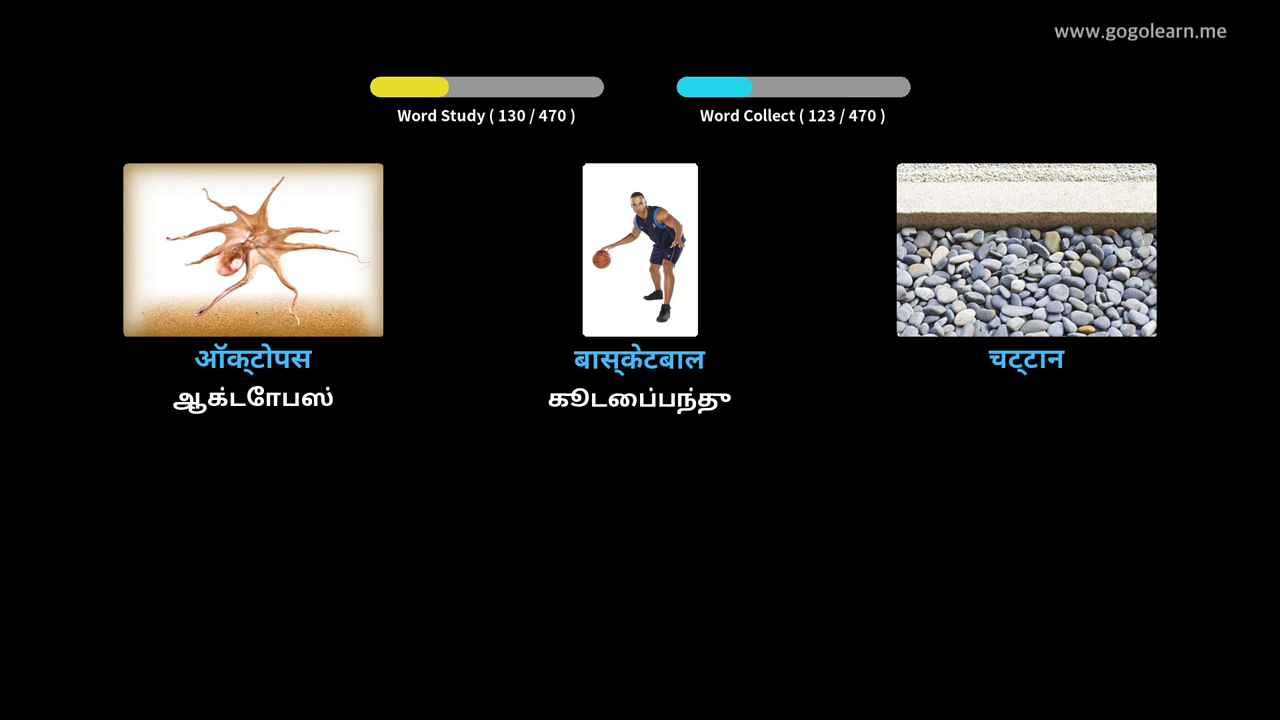 www.gogolearn.me
Word Study ( 130 / 470 )
Word Collect ( 123 / 470 )
ऑक्टोपस
बास्केटबाल
चट्टान
ஆக்டோபஸ்
கூடைப்பந்து